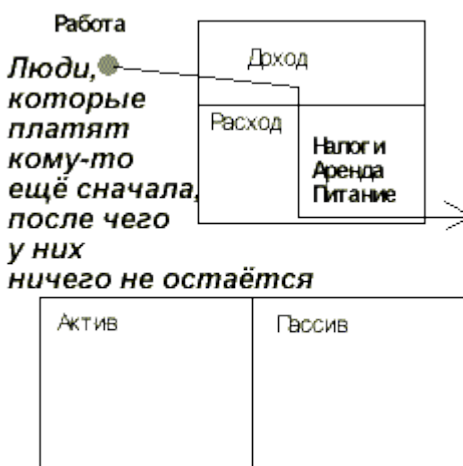 Работа
Люди,
которые
платят
кому-то
ещё сначала,
после чего
у них
ничего не остаётся
Доход
Расход
Налоги
Аренда
Питание
Актив
Пассив